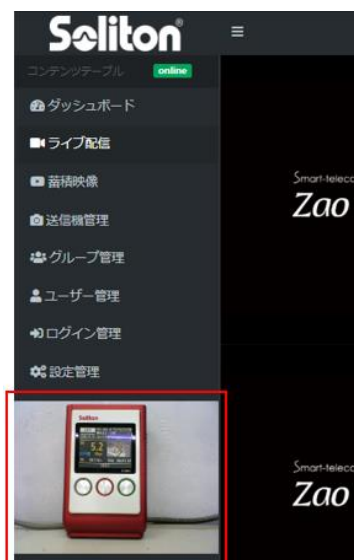 Soliton®
コンテンツテーブル online
ダッシュボード
ライブ配信
蓄積映像
送信機管理
グループ管理
ユーザー管理
ログイン管理
設定管理
Smart-teleco
Zao
Soliton
5.2
Smart-teleco
Zao